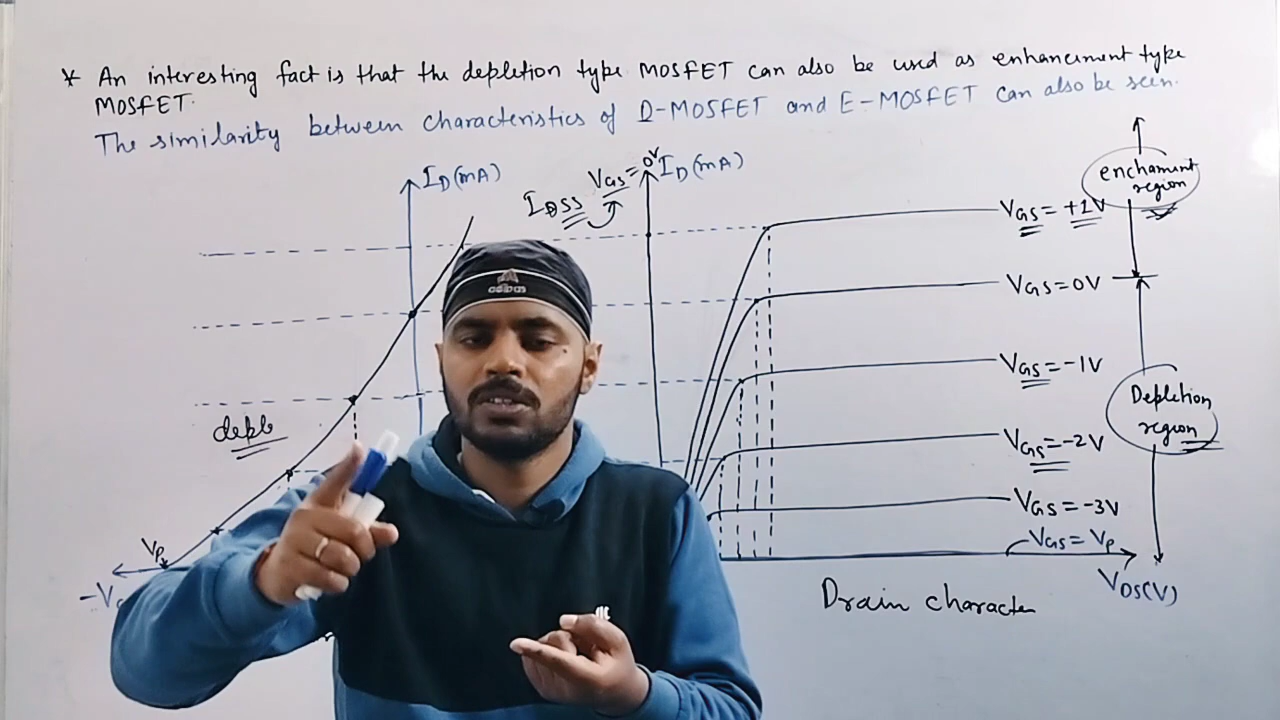 * An interesting fact is that the depletion type MOSFET can also be used as enhancement type
MOSFET.
The similarity between characteristics of D-MOSFET and E-MOSFET can also be seen.
ID(mA)
IDSS
VGS=0V
ID(mA)
enchament
region
VGS=+1V
VGS=0V
VGS=-1V
Depletion
region
VGS=-2V
VGS=-3V
VGS=VP
VDS(V)
Drain character
depl
VP
adidas